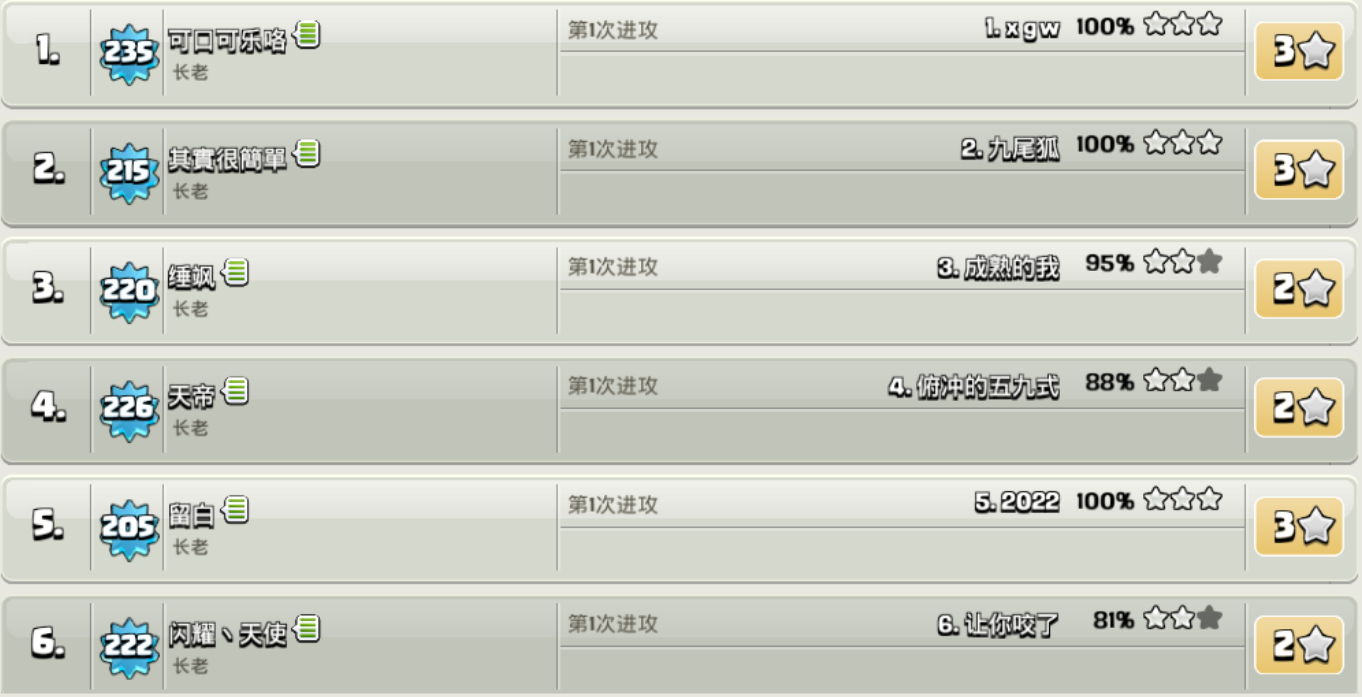 1. 235 可口可乐咯 第1次进攻 1. x g w 100% 3
长老
2. 215 其實很簡單 第1次进攻 2. 九尾狐 100% 3
长老
3. 220 缍飒 第1次进攻 3. 成熟的我 95% 2
长老
4. 226 天帝 第1次进攻 4. 俯冲的五九式 88% 2
长老
5. 205 留白 第1次进攻 5. 2022 100% 3
长老
6. 222 闪耀丶天使 第1次进攻 6. 让你咬了 81% 2
长老